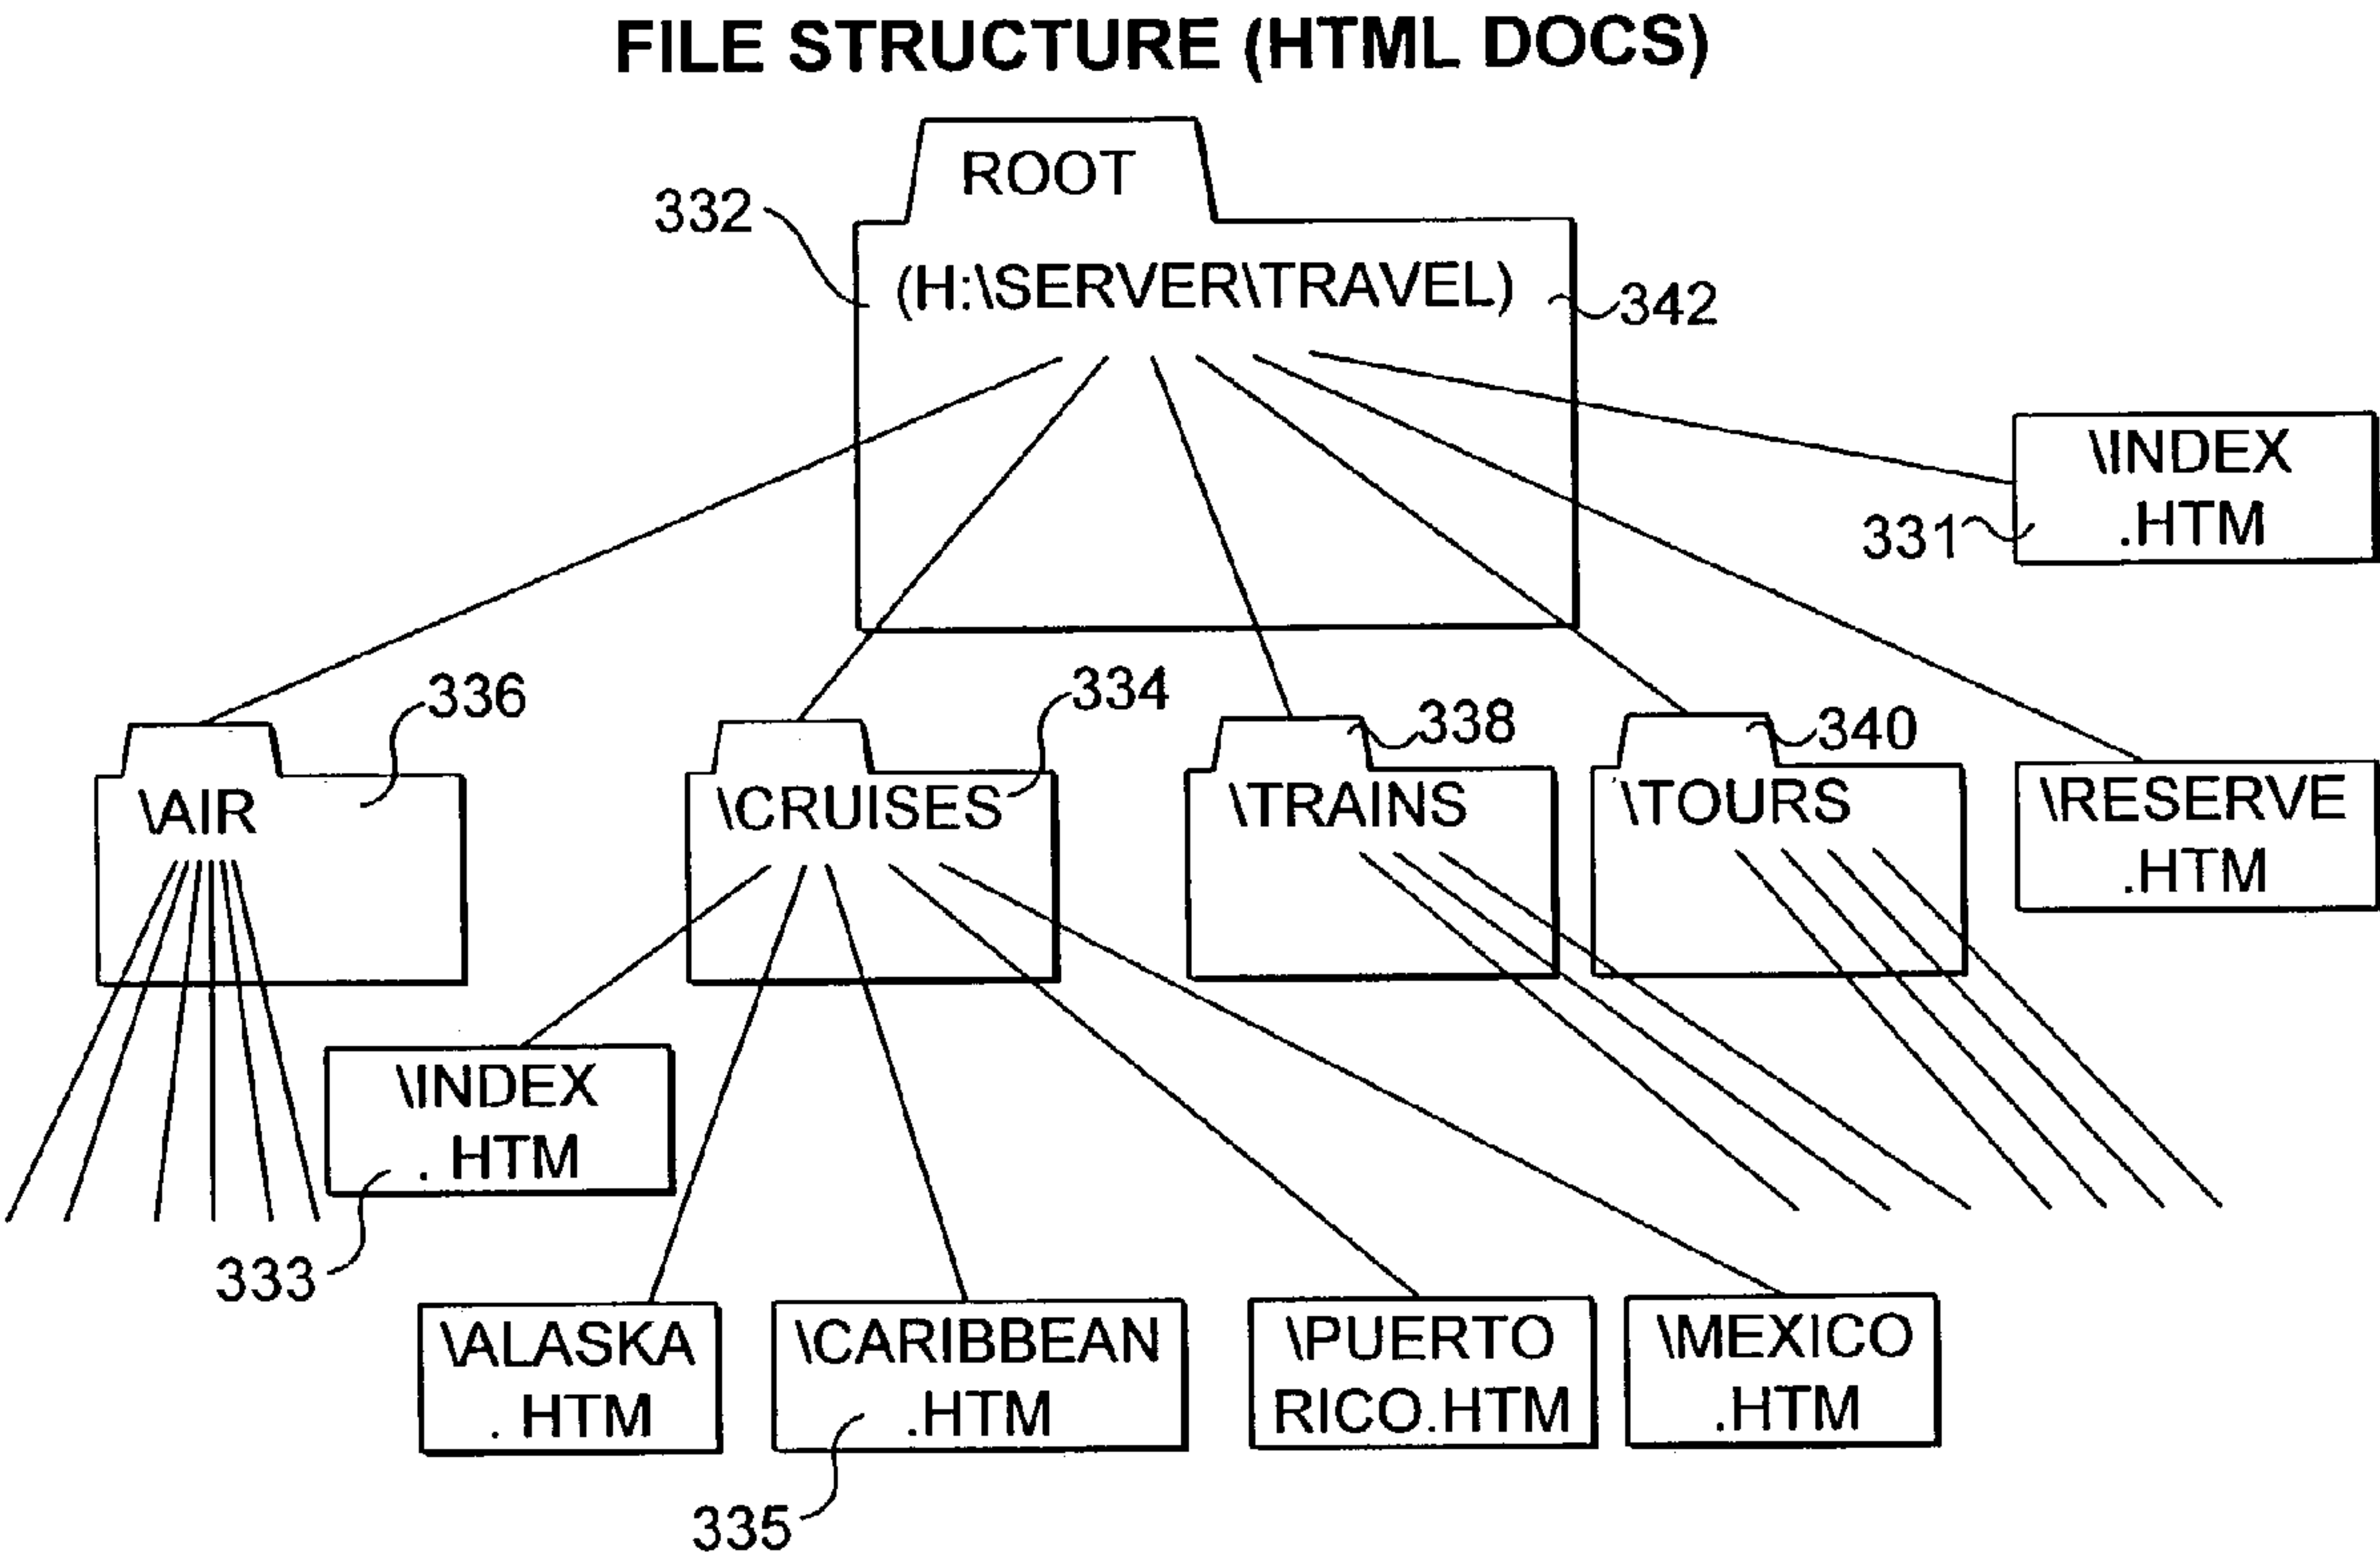 FILE STRUCTURE (HTML DOCS)
ROOT
332
(H:\SERVER\TRAVEL)
342
\INDEX
.HTM
331
336
334
338
340
\AIR
\CRUISES
\TRAINS
\TOURS
\RESERVE
.HTM
\INDEX
. HTM
333
\ALASKA
. HTM
\CARIBBEAN
.HTM
\PUERTO
RICO.HTM
\MEXICO
.HTM
335